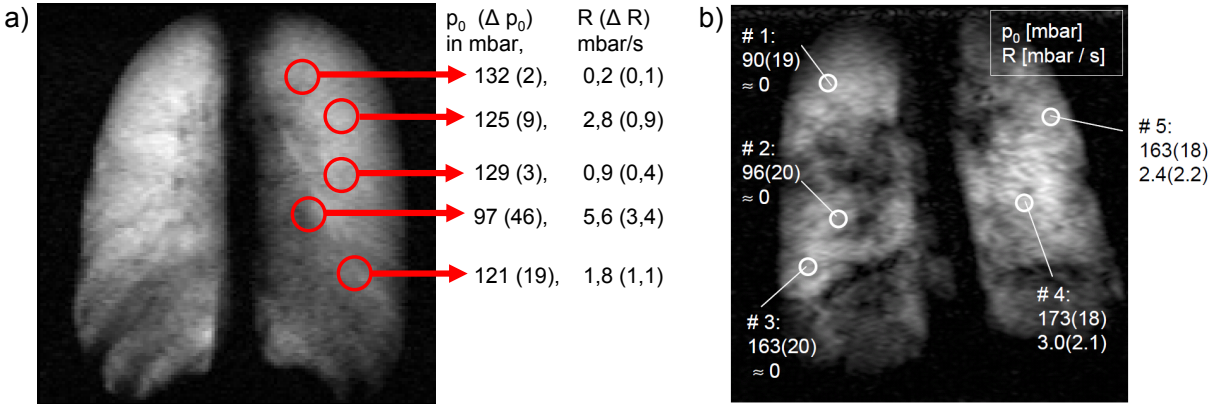 a)
p₀ (Δ p₀) R (Δ R)
in mbar, mbar/s
132 (2), 0,2 (0,1)
125 (9), 2,8 (0,9)
129 (3), 0,9 (0,4)
97 (46), 5,6 (3,4)
121 (19), 1,8 (1,1)
b)
p₀ [mbar]
R [mbar / s]
# 1:
90(19)
≈ 0
# 2:
96(20)
≈ 0
# 3:
163(20)
≈ 0
# 4:
173(18)
3.0(2.1)
# 5:
163(18)
2.4(2.2)